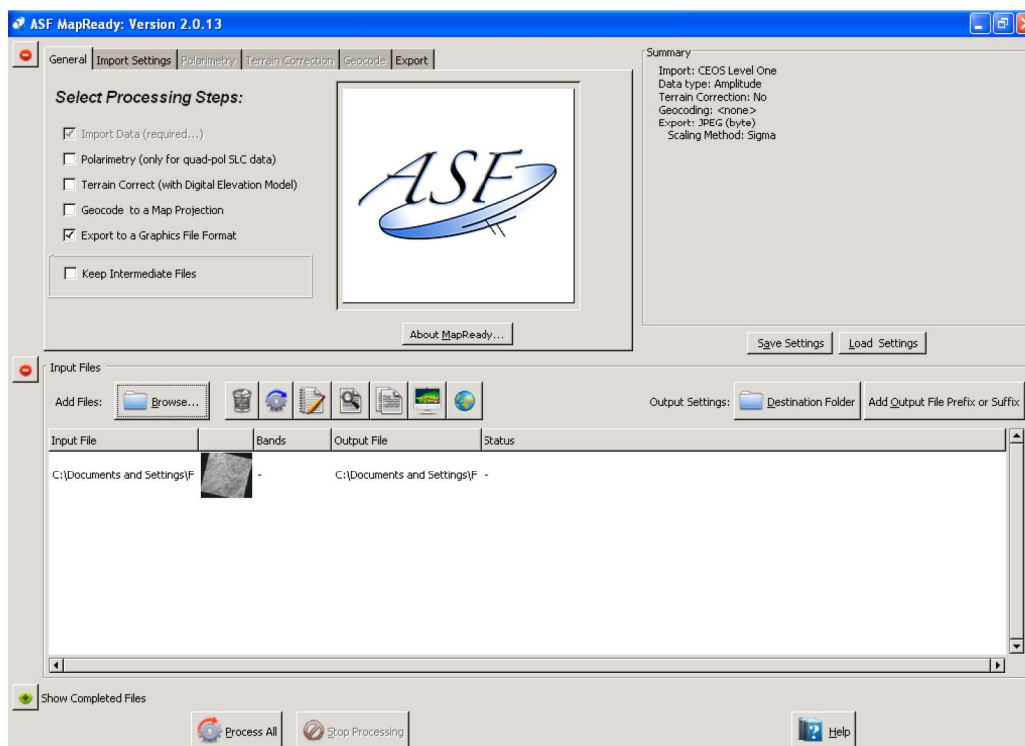 ASF MapReady: Version 2.0.13
General Import Settings Polarimetry Terrain Correction Geocode Export
Select Processing Steps:
Import Data (required...)
Polarimetry (only for quad-pol SLC data)
Terrain Correct (with Digital Elevation Model)
Geocode to a Map Projection
Export to a Graphics File Format
Keep Intermediate Files
ASF
About MapReady...
Summary
Import: CEOS Level One
Data type: Amplitude
Terrain Correction: No
Geocoding: <none>
Export: JPEG (byte)
Scaling Method: Sigma
Save Settings Load Settings
Input Files
Add Files: Browse... Output Settings: Destination Folder Add Output File Prefix or Suffix
Input File Bands Output File Status
C:\Documents and Settings\F - C:\Documents and Settings\F -
Show Completed Files
Process All Stop Processing Help